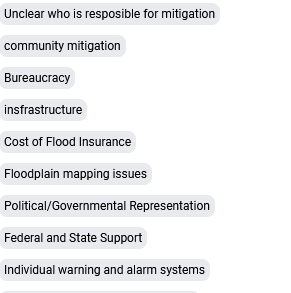 Unclear who is resposible for mitigation
community mitigation
Bureaucracy
insfrastructure
Cost of Flood Insurance
Floodplain mapping issues
Political/Governmental Representation
Federal and State Support
Individual warning and alarm systems